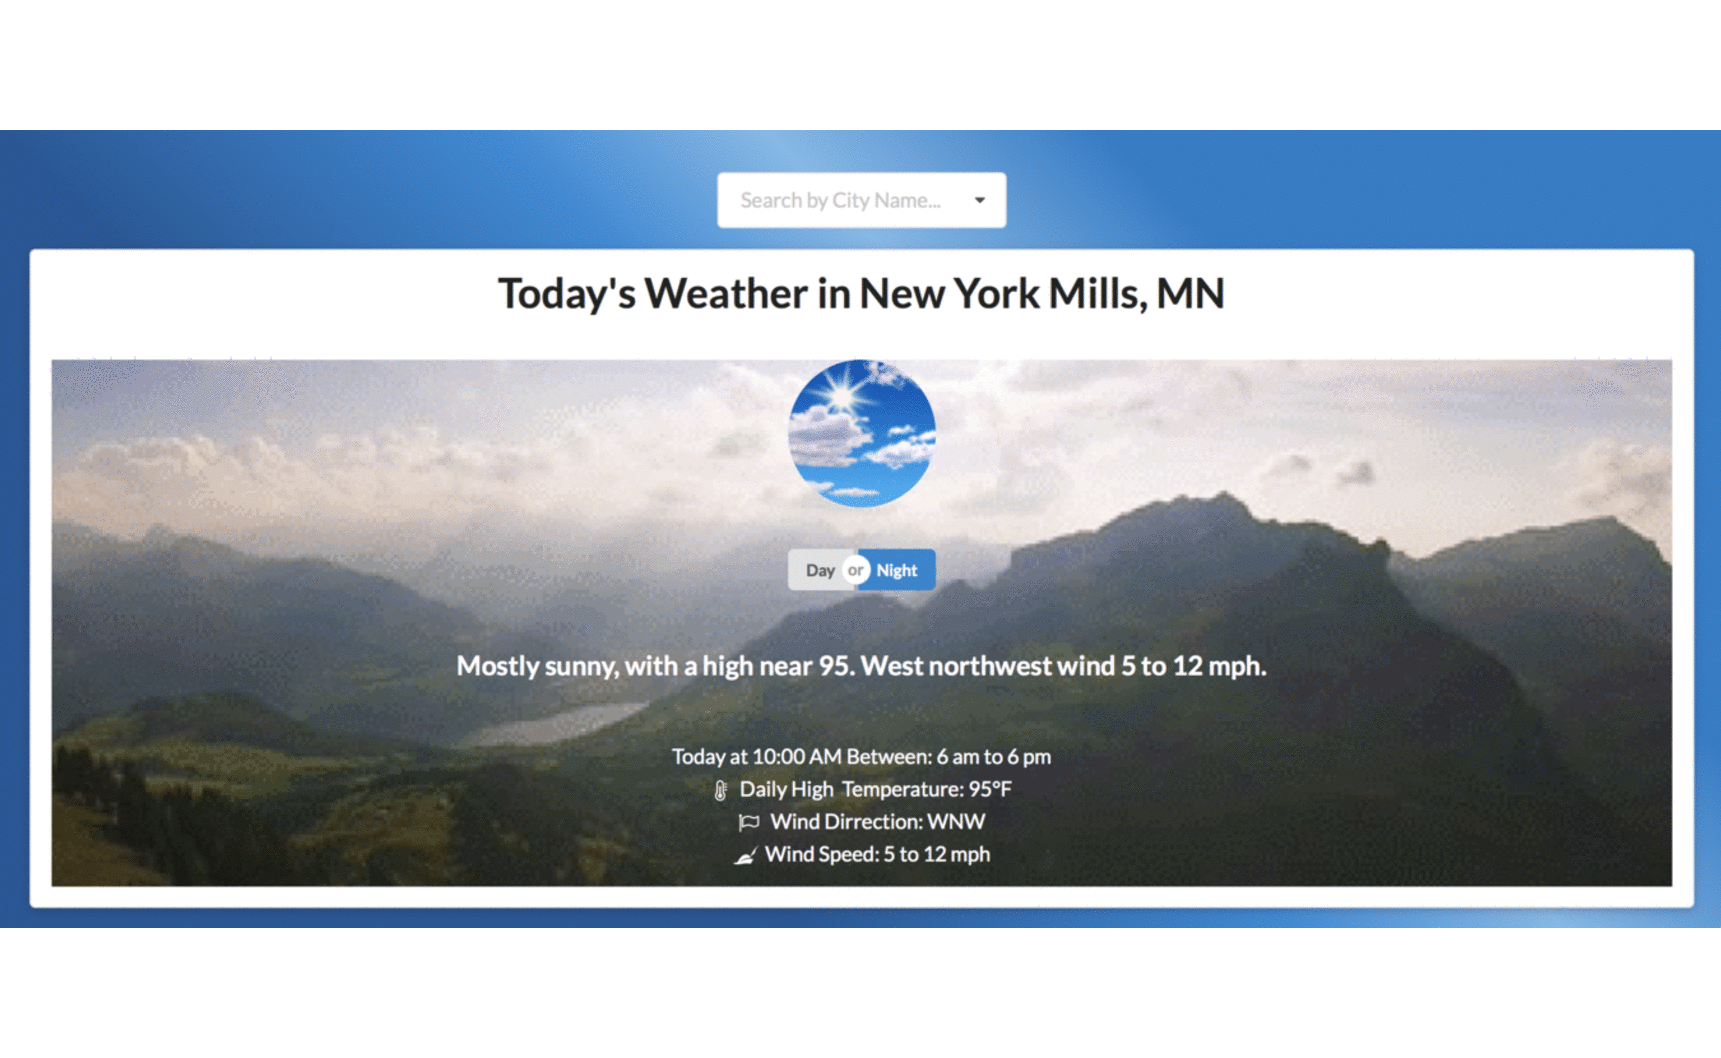 Search by City Name...
Today's Weather in New York Mills, MN
Day or Night
Mostly sunny, with a high near 95. West northwest wind 5 to 12 mph.
Today at 10:00 AM Between: 6 am to 6 pm
Daily High Temperature: 95°F
Wind Dirrection: WNW
Wind Speed: 5 to 12 mph